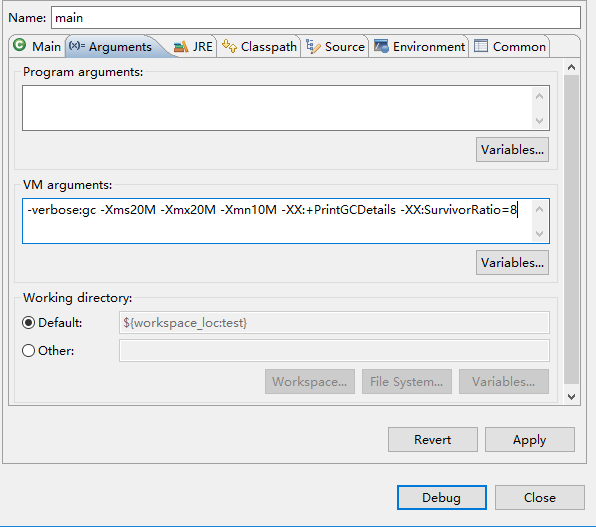 Name: main
Main (x)= Arguments JRE Classpath Source Environment Common
Program arguments:
Variables...
VM arguments:
-verbose:gc -Xms20M -Xmx20M -Xmn10M -XX:+PrintGCDetails -XX:SurvivorRatio=8
Variables...
Working directory:
Default: ${workspace_loc:test}
Other:
Workspace... File System... Variables...
Revert Apply
Debug Close